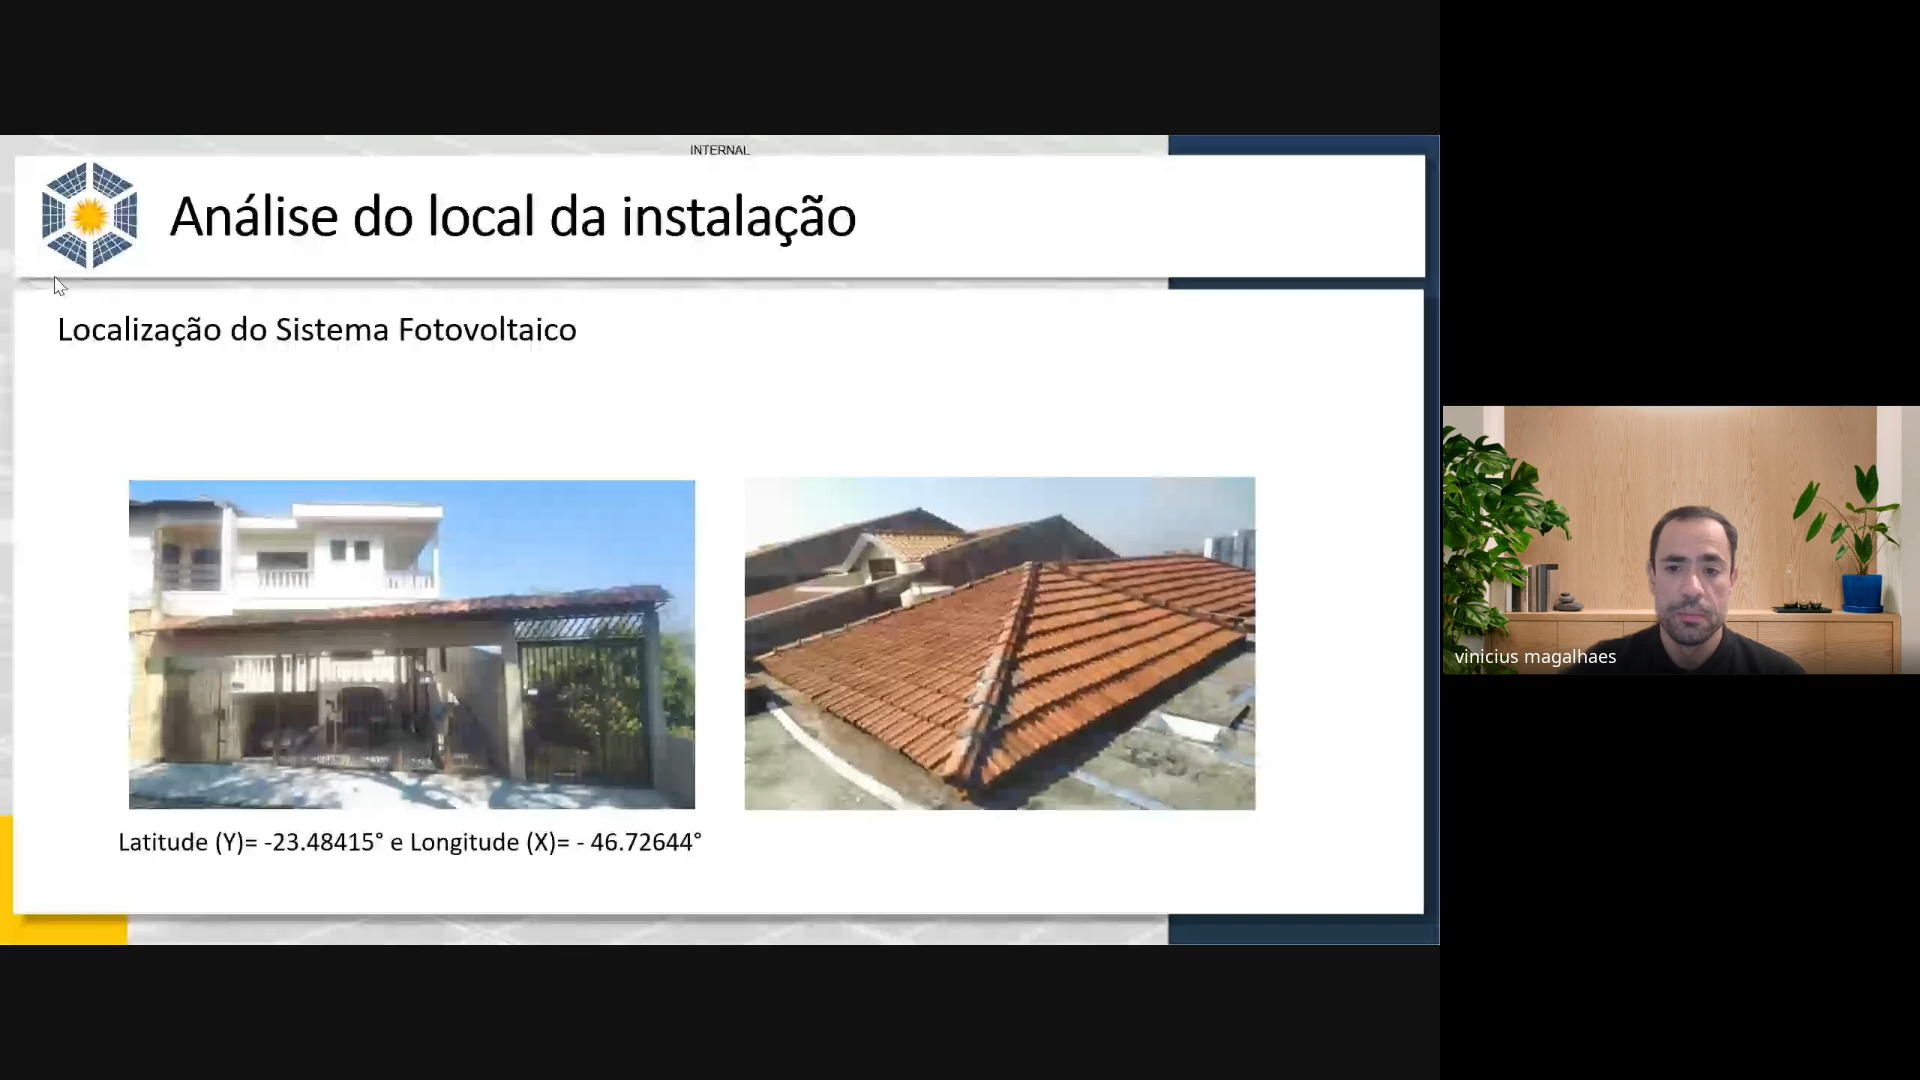 INTERNAL
Análise do local da instalação
Localização do Sistema Fotovoltaico
Latitude (Y)= -23.48415° e Longitude (X)= - 46.72644°
vinicius magalhaes